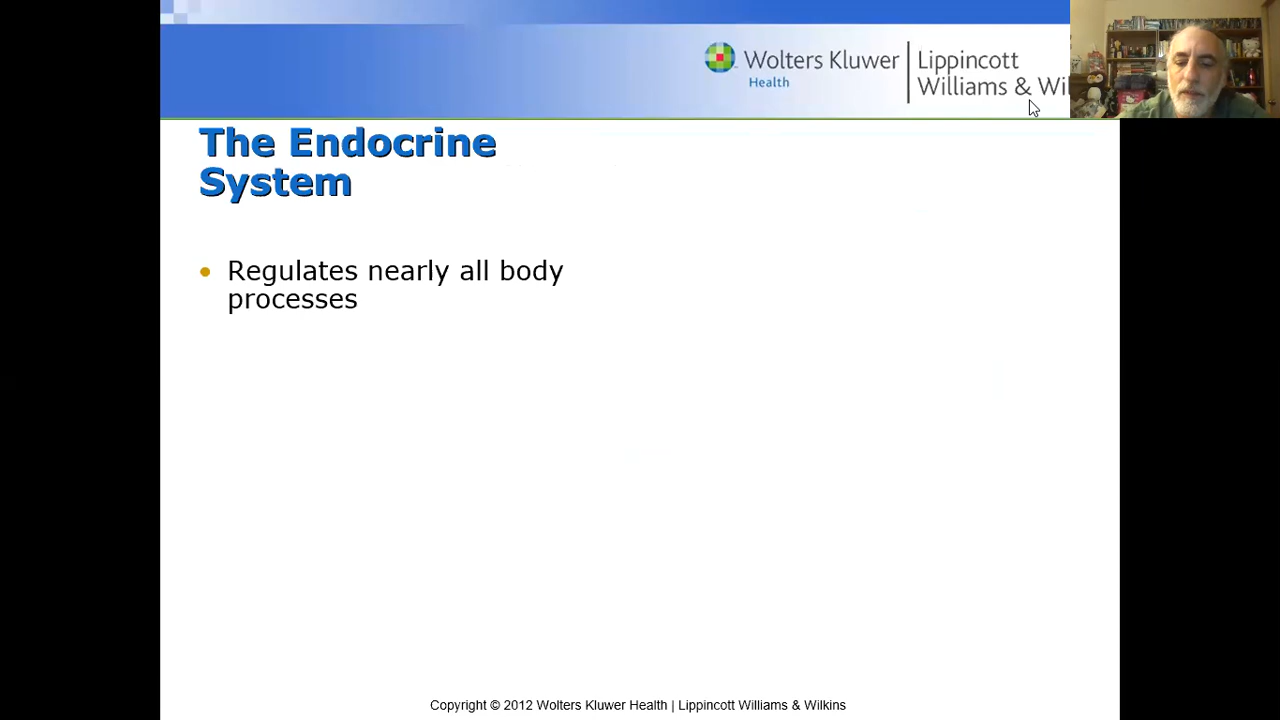 Wolters Kluwer
Health
Lippincott
Williams & Wil
The Endocrine
System
• Regulates nearly all body
processes
Copyright © 2012 Wolters Kluwer Health | Lippincott Williams & Wilkins